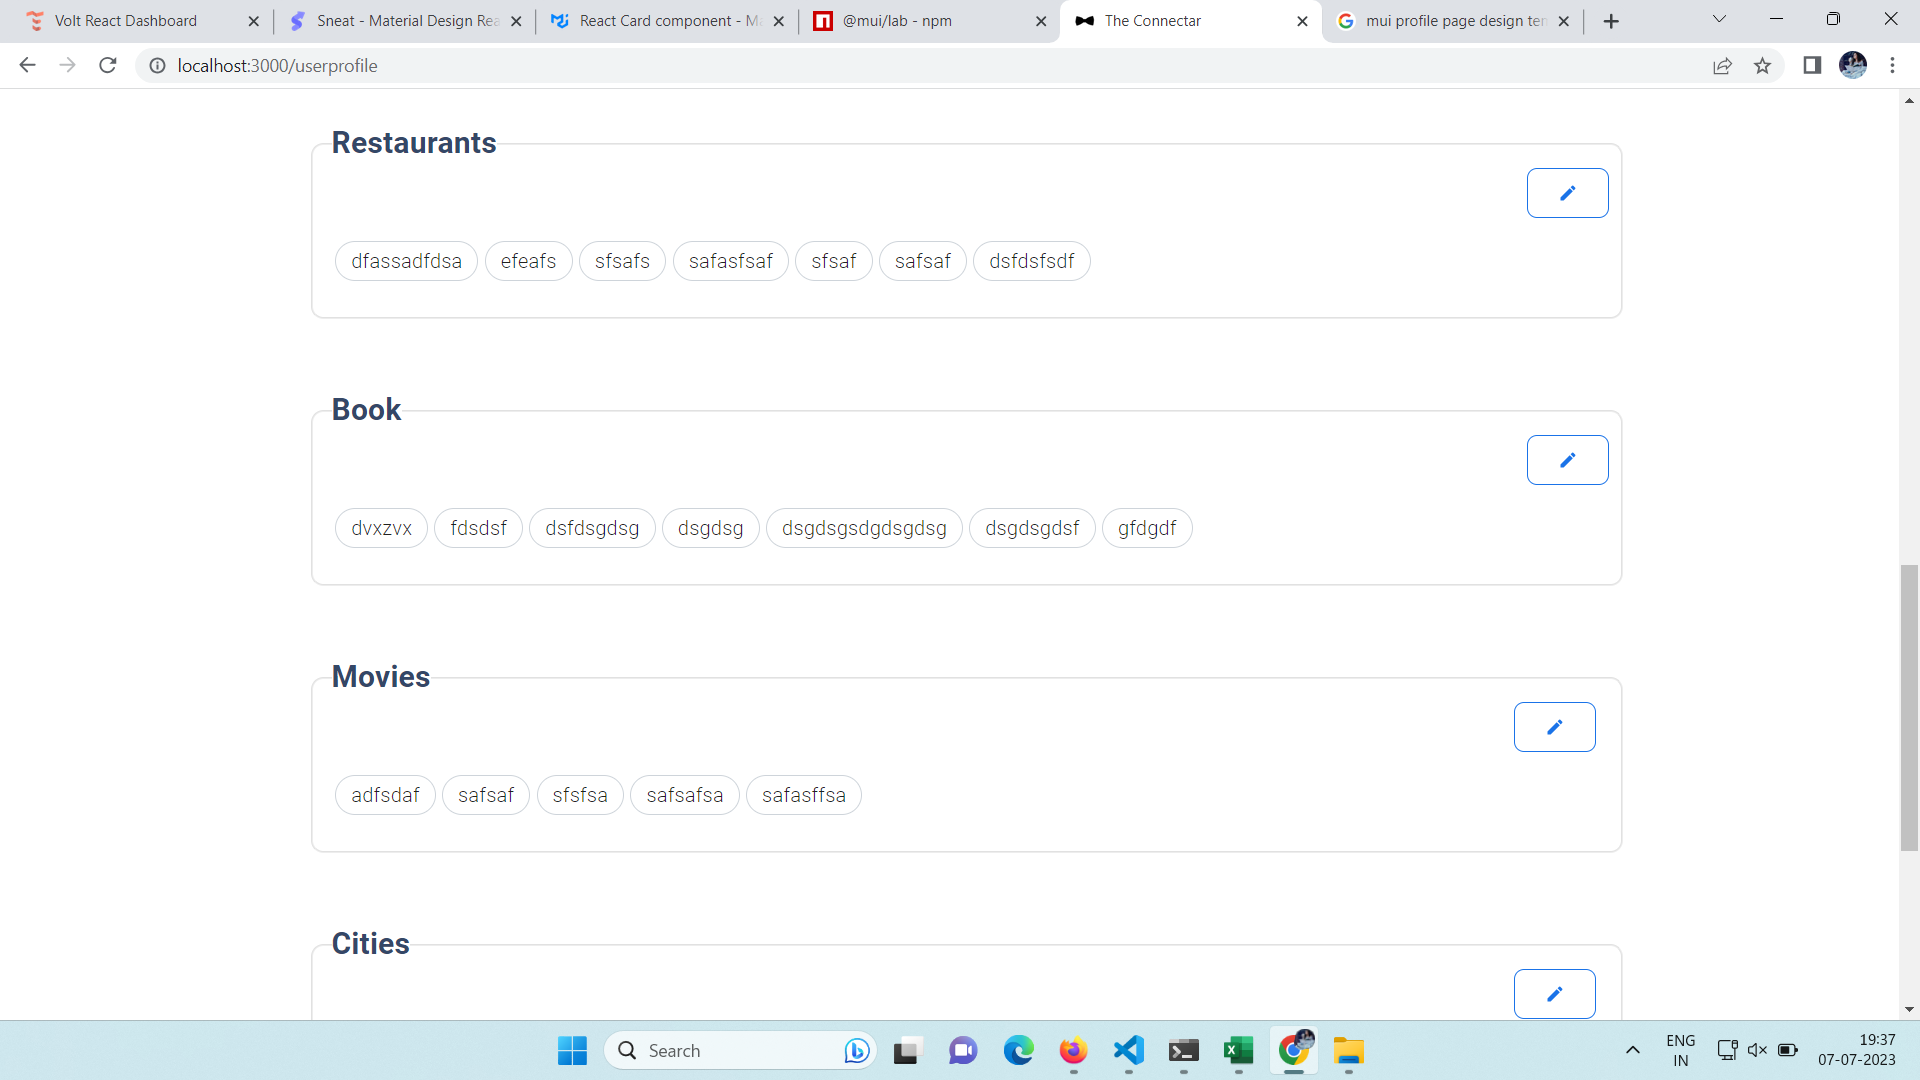 Volt React Dashboard
Sneat - Material Design Rea
React Card component - Ma
@mui/lab - npm
The Connectar
mui profile page design tem
localhost:3000/userprofile
Restaurants
dfassadfdsa efeafs sfsafs safasfsaf sfsaf safsaf dsfdsfsdf
Book
dvxzvx fdsdsf dsfdsgdsg dsgdsg dsgdsgsdgdsgdsg dsgdsgdsf gfdgdf
Movies
adfsdaf safsaf sfsfsa safsafsa safasffsa
Cities
Search
ENG
IN
19:37
07-07-2023